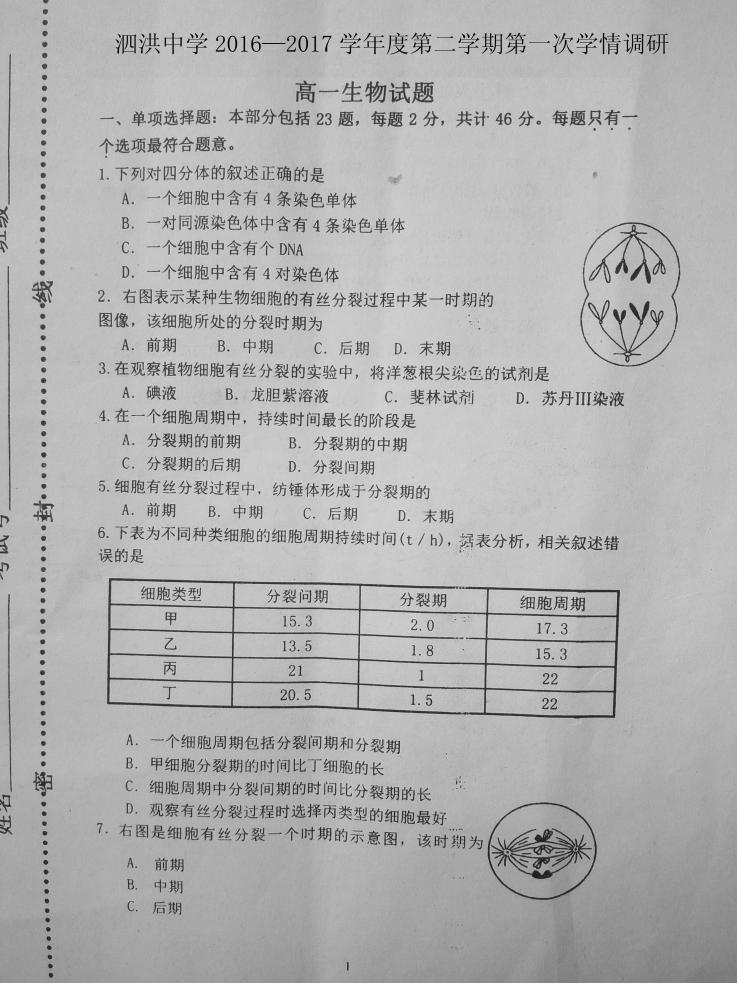 泗洪中学 2016—2017 学年度第二学期第一次学情调研
高一生物试题
一、单项选择题：本部分包括 23 题，每题 2 分，共计 46 分。每题只有一
个选项最符合题意。
1.下列对四分体的叙述正确的是
A．一个细胞中含有 4 条染色单体
B．一对同源染色体中含有 4 条染色单体
C．一个细胞中含有个 DNA
D．一个细胞中含有 4 对染色体
2．右图表示某种生物细胞的有丝分裂过程中某一时期的
图像，该细胞所处的分裂时期为
A．前期 B．中期 C．后期 D．末期
3.在观察植物细胞有丝分裂的实验中，将洋葱根尖染色的试剂是
A．碘液 B．龙胆紫溶液 C．斐林试剂 D．苏丹III染液
4.在一个细胞周期中，持续时间最长的阶段是
A．分裂期的前期 B．分裂期的中期
C．分裂期的后期 D．分裂间期
5.细胞有丝分裂过程中，纺锤体形成于分裂期的
A．前期 B．中期 C．后期 D．末期
6.下表为不同种类细胞的细胞周期持续时间(t／h)，据表分析，相关叙述错
误的是
细胞类型 分裂问期 分裂期 细胞周期
甲 15.3 2.0 17.3
乙 13.5 1.8 15.3
丙 21 1 22
丁 20.5 1.5 22
A．一个细胞周期包括分裂间期和分裂期
B．甲细胞分裂期的时间比丁细胞的长
C．细胞周期中分裂间期的时间比分裂期的长
D．观察有丝分裂过程时选择丙类型的细胞最好
7．右图是细胞有丝分裂一个时期的示意图，该时期为
A． 前期
B． 中期
C． 后期
1
线
封
密
班级
考试号
姓名